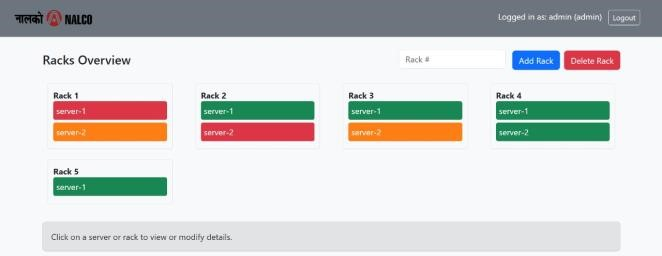 नालको NALCO
Logged in as: admin (admin) Logout
Racks Overview
Rack # Add Rack Delete Rack
Rack 1
server-1
server-2
Rack 2
server-1
server-2
Rack 3
server-1
server-2
Rack 4
server-1
server-2
Rack 5
server-1
Click on a server or rack to view or modify details.